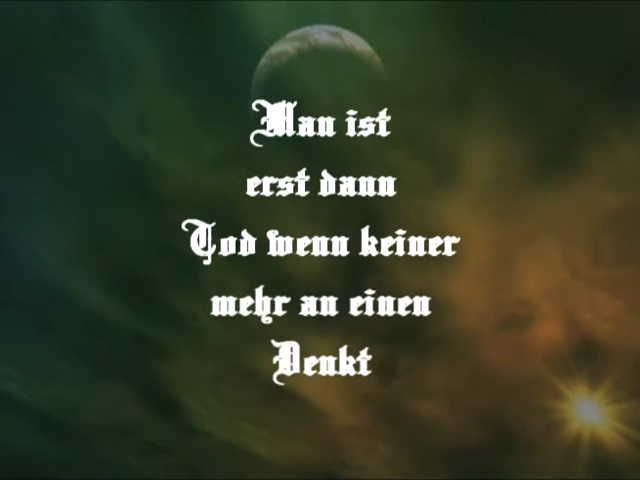 Man ist
erst dann
Tod wenn keiner
mehr an einen
Denkt